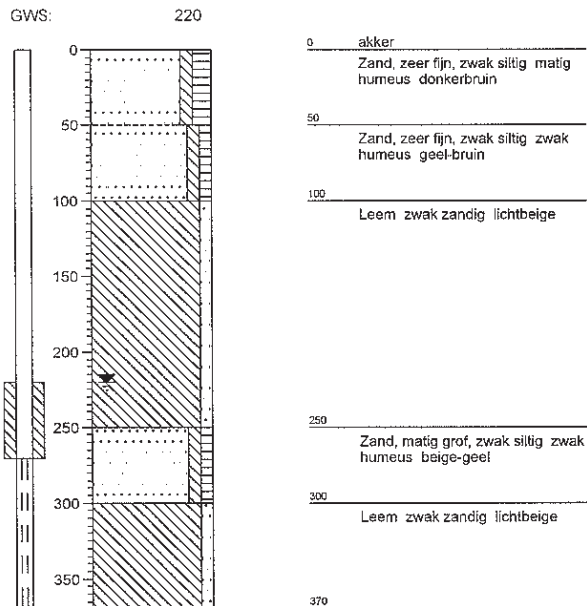 GWS: 220
0
50
100
150
200
250
300
350
0 akker
Zand, zeer fijn, zwak siltig matig
humeus donkerbruin
50
Zand, zeer fijn, zwak siltig zwak
humeus geel-bruin
100
Leem zwak zandig lichtbeige
250
Zand, matig grof, zwak siltig zwak
humeus beige-geel
300
Leem zwak zandig lichtbeige
370